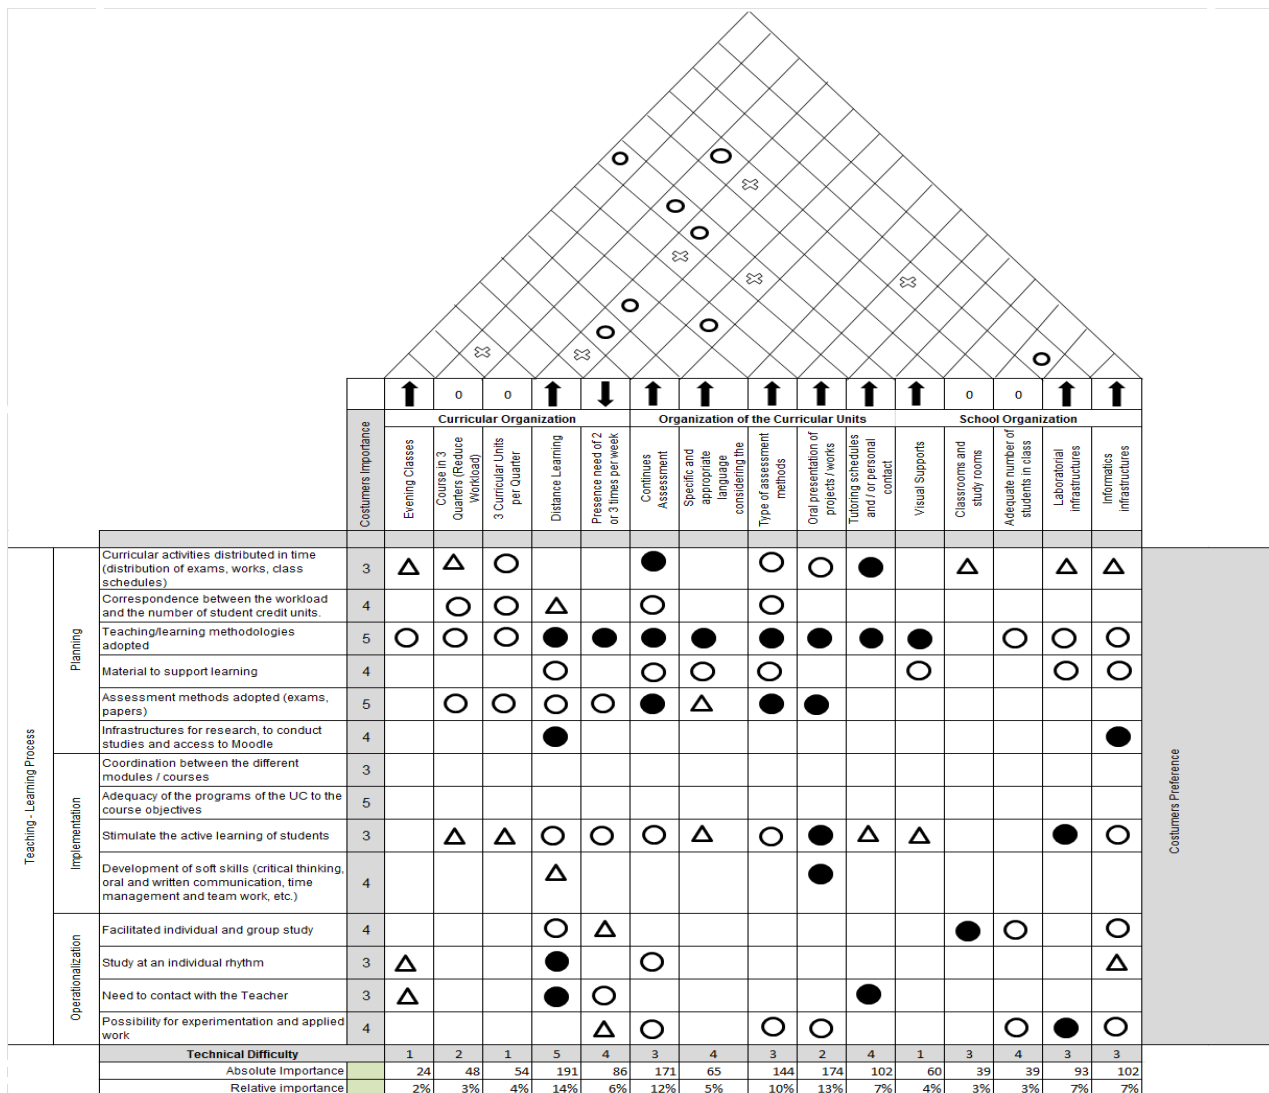 0 0 0 0
Curricular Organization Organization of the Curricular Units School Organization
Costumers Importance
Evening Classes
Course in 3
Quarters (Reduce
Workload)
3 Curricular Units
per Quarter
Distance Learning
Presence need of 2
or 3 times per week
Continues
Assessment
Specific and
appropriate
language
considering the
Type of assessment
methods
Oral presentation of
projects / works
Tutoring schedules
and / or personal
contact
Visual Supports
Classrooms and
study rooms
Adequate number of
students in class
Laboratorial
infrastructures
Informatics
infrastructures
Teaching - Learning Process
Planning
Curricular activities distributed in time
(distribution of exams, works, class
schedules)
3
Correspondence between the workload
and the number of student credit units.
4
Teaching/learning methodologies
adopted
5
Material to support learning
4
Assessment methods adopted (exams,
papers)
5
Infrastructures for research, to conduct
studies and access to Moodle
4
Implementation
Coordination between the different
modules / courses
3
Adequacy of the programs of the UC to the
course objectives
5
Stimulate the active learning of students
3
Development of soft skills (critical thinking,
oral and written communication, time
management and team work, etc.)
4
Operationalization
Facilitated individual and group study
4
Study at an individual rhythm
3
Need to contact with the Teacher
3
Possibility for experimentation and applied
work
4
Costumers Preference
Technical Difficulty 1 2 1 5 4 3 4 3 2 4 1 3 4 3 3
Absolute Importance 24 48 54 191 86 171 65 144 174 102 60 39 39 93 102
Relative importance 2% 3% 4% 14% 6% 12% 5% 10% 13% 7% 4% 3% 3% 7% 7%